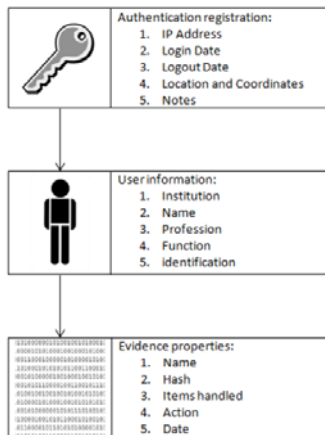 Authentication registration:
1. IP Address
2. Login Date
3. Logout Date
4. Location and Coordinates
5. Notes
User information:
1. Institution
2. Name
3. Profession
4. Function
5. identification
Evidence properties:
1. Name
2. Hash
3. Items handled
4. Action
5. Date